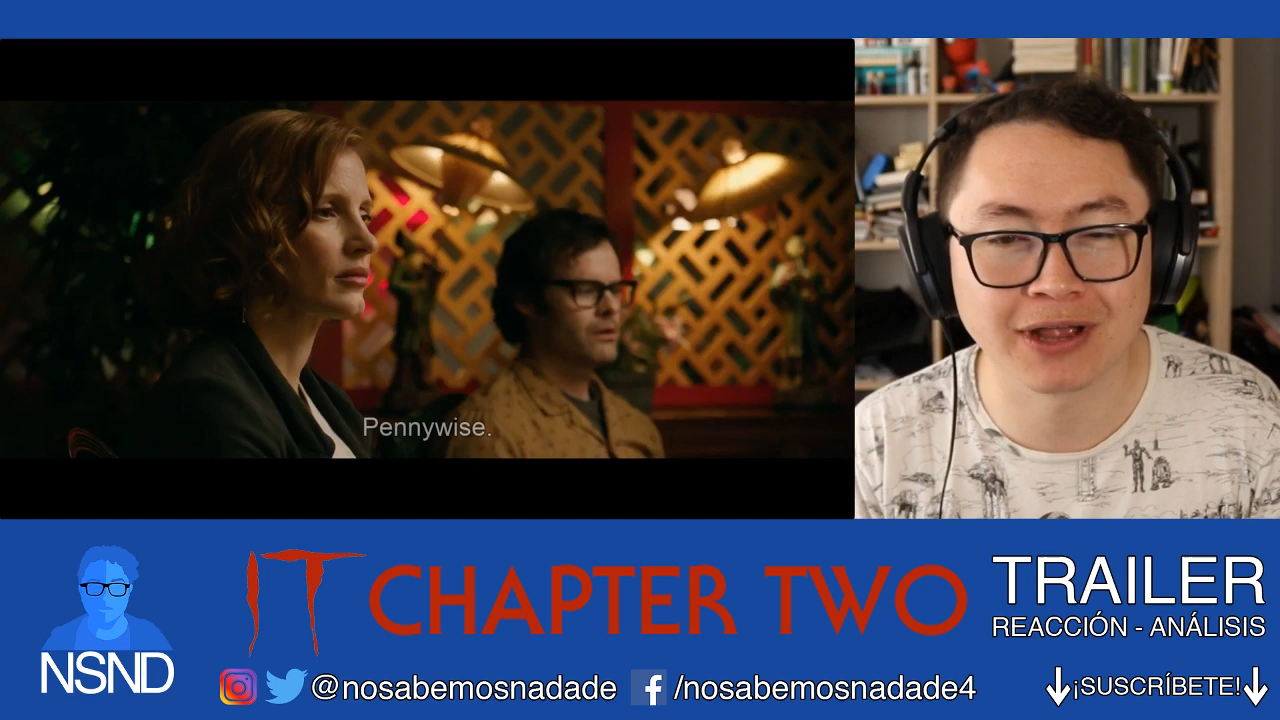 Pennywise.
IT CHAPTER TWO
TRAILER
REACCIÓN - ANÁLISIS
NSND
@nosabemosnadade /nosabemosnadade4
¡SUSCRÍBETE!